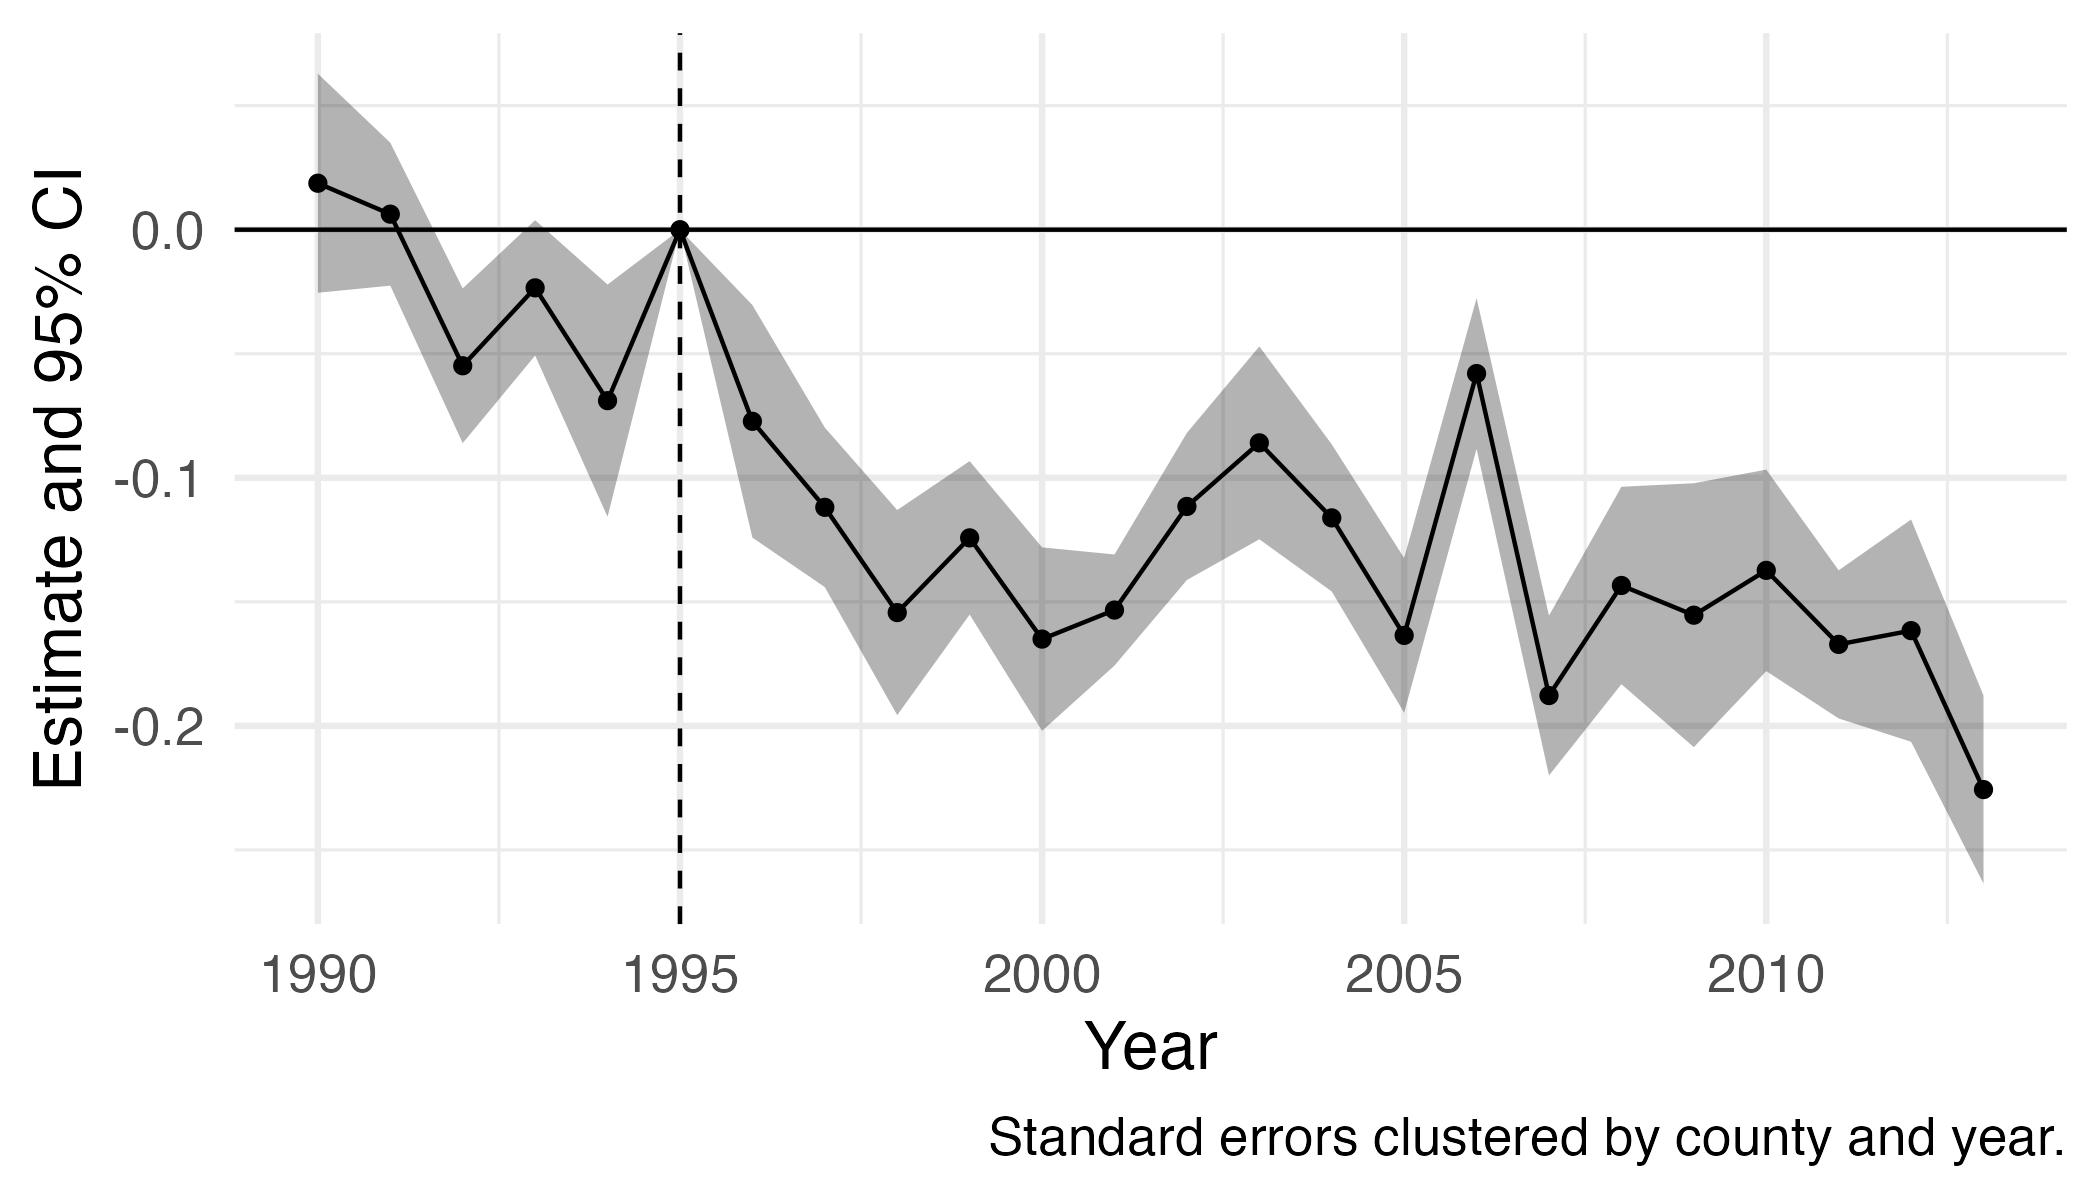 Estimate and 95% CI
0.0
-0.1
-0.2
1990 1995 2000 2005 2010
Year
Standard errors clustered by county and year.